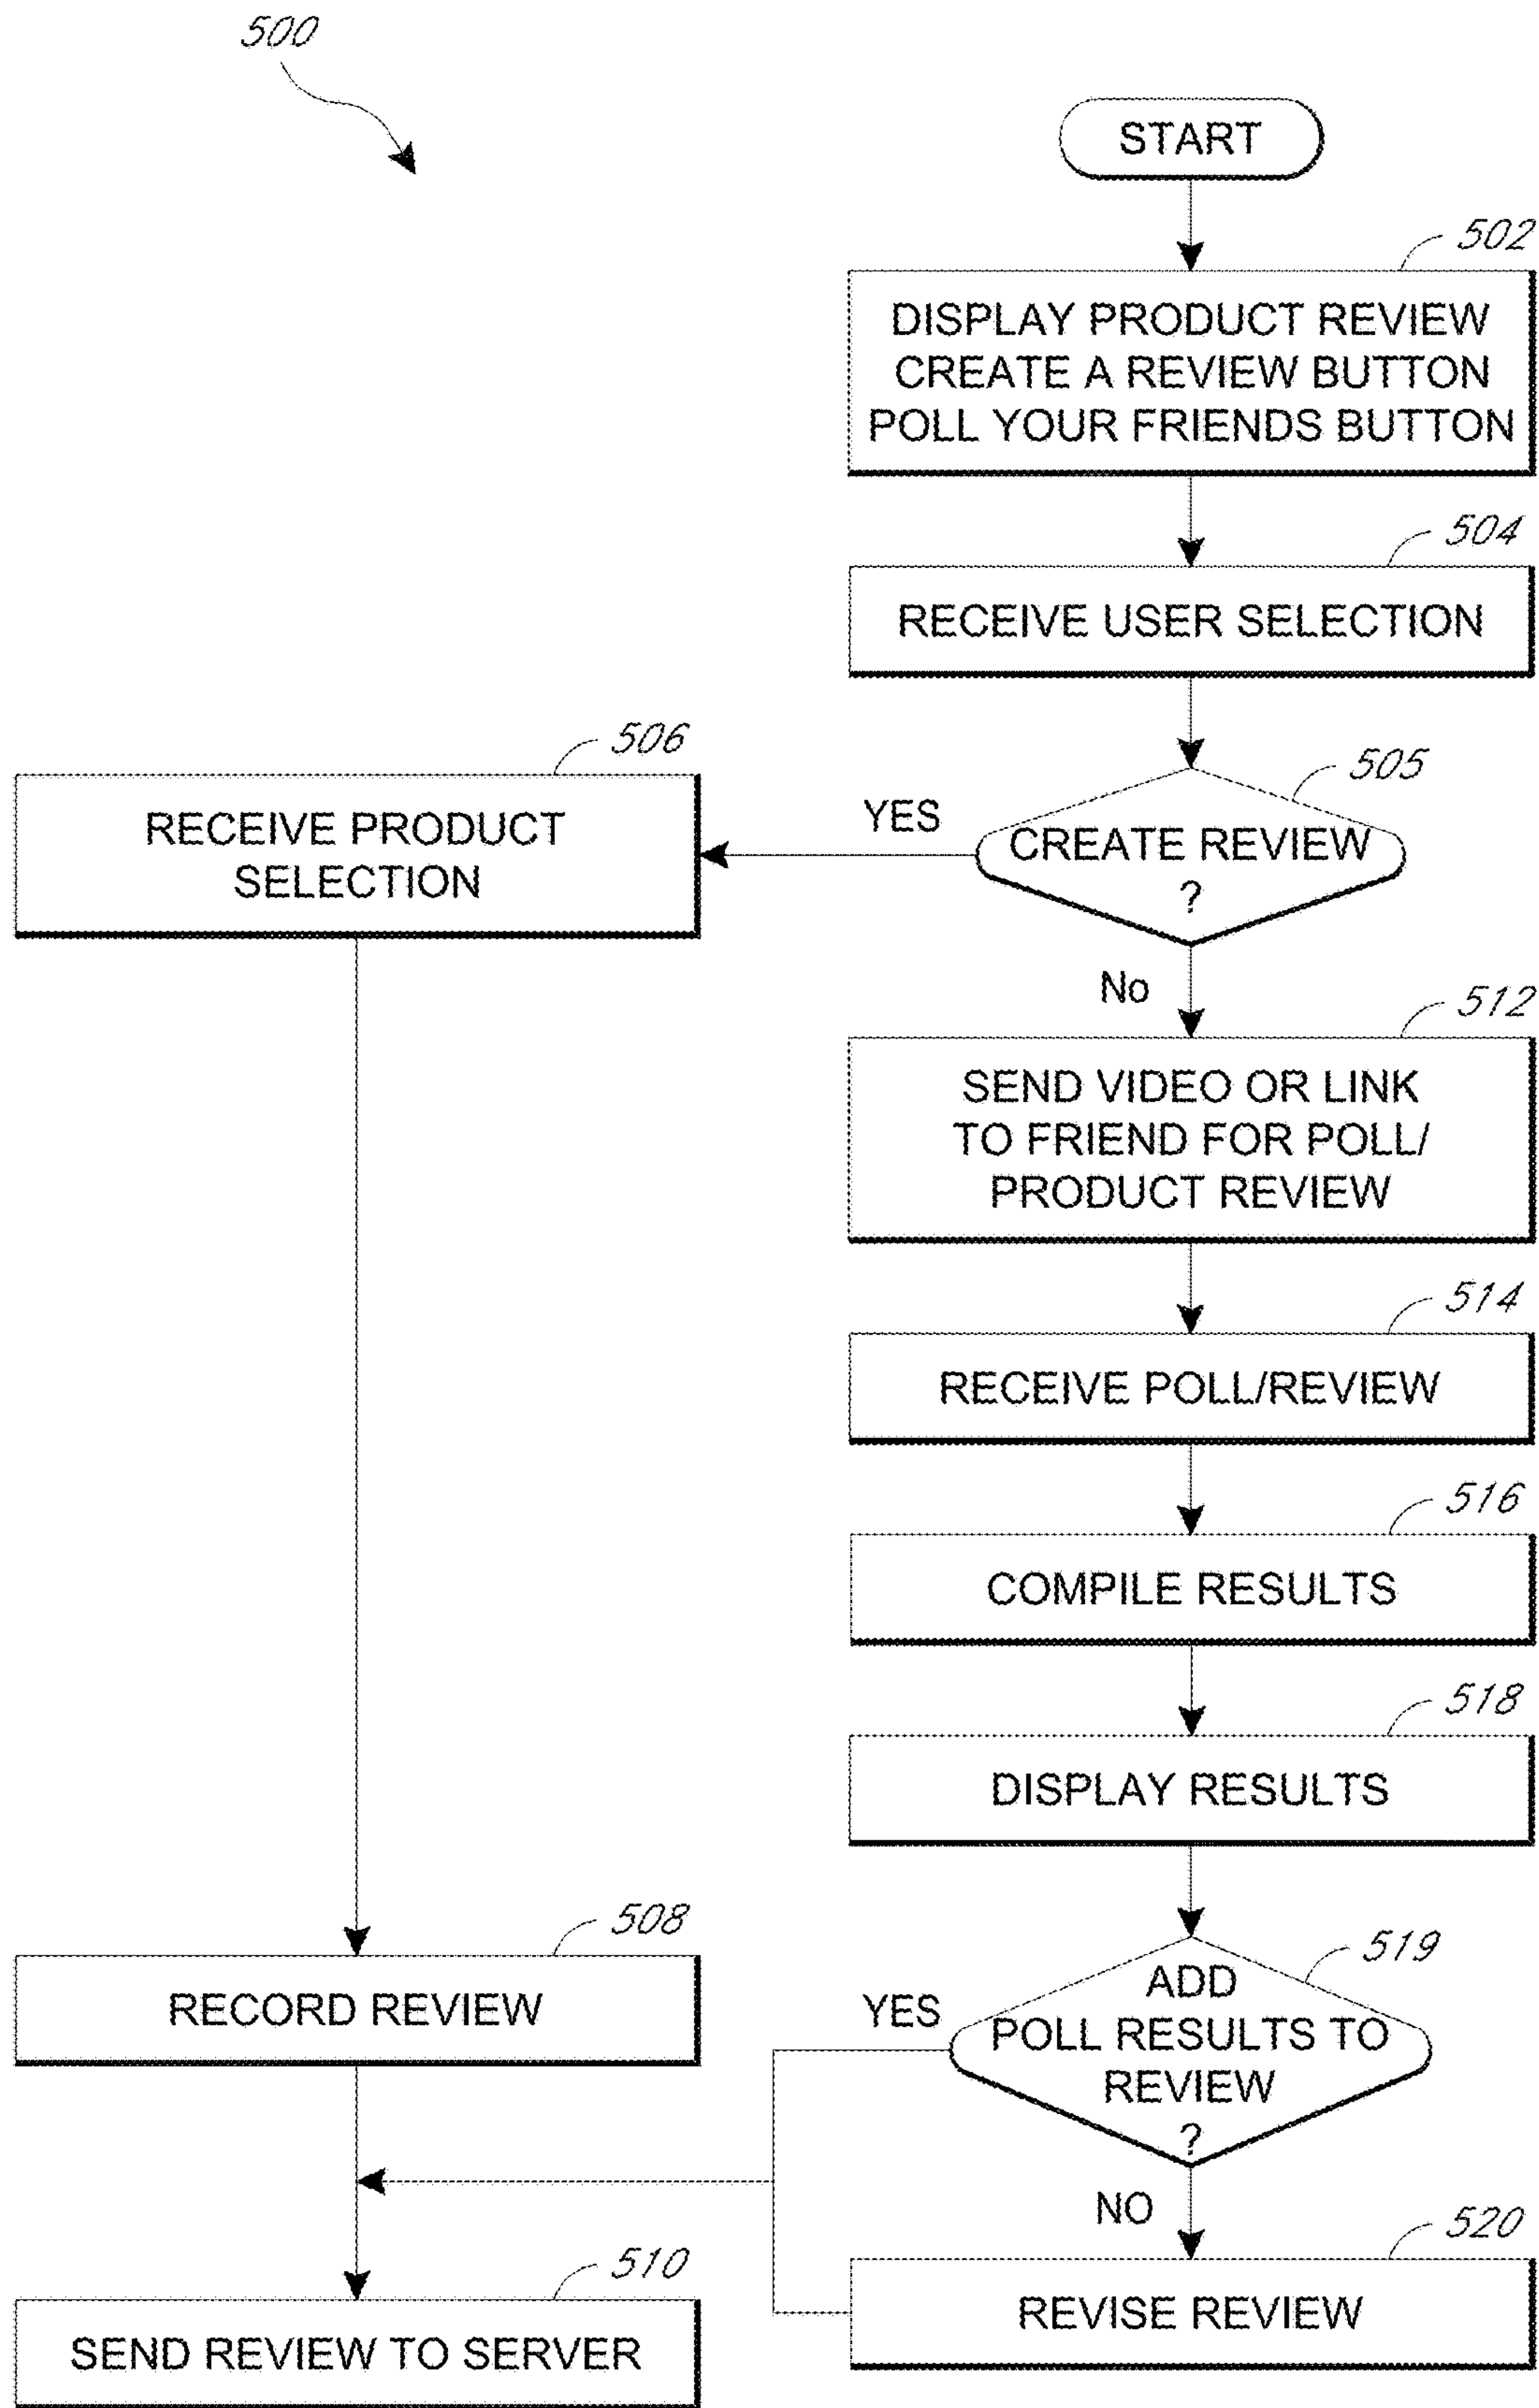 500
START
502
DISPLAY PRODUCT REVIEW
CREATE A REVIEW BUTTON
POLL YOUR FRIENDS BUTTON
504
RECEIVE USER SELECTION
506
RECEIVE PRODUCT
SELECTION
YES
505
CREATE REVIEW
?
No
512
SEND VIDEO OR LINK
TO FRIEND FOR POLL/
PRODUCT REVIEW
514
RECEIVE POLL/REVIEW
516
COMPILE RESULTS
518
DISPLAY RESULTS
508
RECORD REVIEW
YES
519
ADD
POLL RESULTS TO
REVIEW
?
NO
510
SEND REVIEW TO SERVER
520
REVISE REVIEW